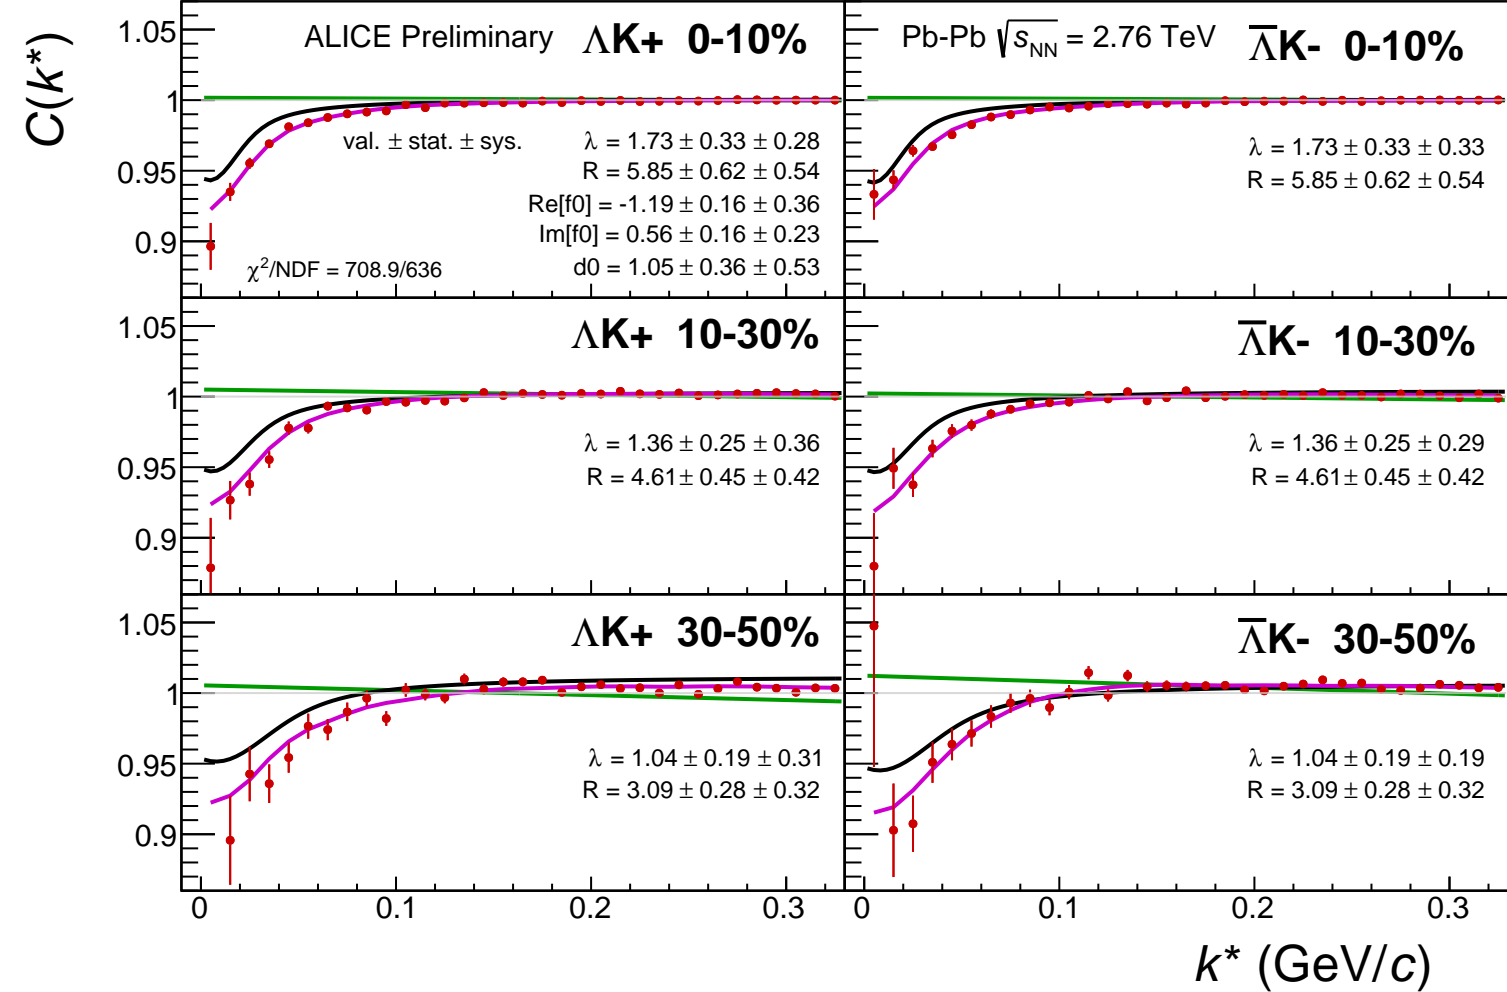 C(k*)
ALICE Preliminary ΛK+ 0-10%
val. ± stat. ± sys.
λ = 1.73 ± 0.33 ± 0.28
R = 5.85 ± 0.62 ± 0.54
Re[f0] = -1.19 ± 0.16 ± 0.36
Im[f0] = 0.56 ± 0.16 ± 0.23
d0 = 1.05 ± 0.36 ± 0.53
χ²/NDF = 708.9/636
1.05
1
0.95
0.9
Pb-Pb √sNN = 2.76 TeV Λ̅K- 0-10%
λ = 1.73 ± 0.33 ± 0.33
R = 5.85 ± 0.62 ± 0.54
ΛK+ 10-30%
λ = 1.36 ± 0.25 ± 0.36
R = 4.61 ± 0.45 ± 0.42
1.05
1
0.95
0.9
Λ̅K- 10-30%
λ = 1.36 ± 0.25 ± 0.29
R = 4.61 ± 0.45 ± 0.42
ΛK+ 30-50%
λ = 1.04 ± 0.19 ± 0.31
R = 3.09 ± 0.28 ± 0.32
1.05
1
0.95
0.9
Λ̅K- 30-50%
λ = 1.04 ± 0.19 ± 0.19
R = 3.09 ± 0.28 ± 0.32
0 0.1 0.2 0.3
0 0.1 0.2 0.3
k* (GeV/c)